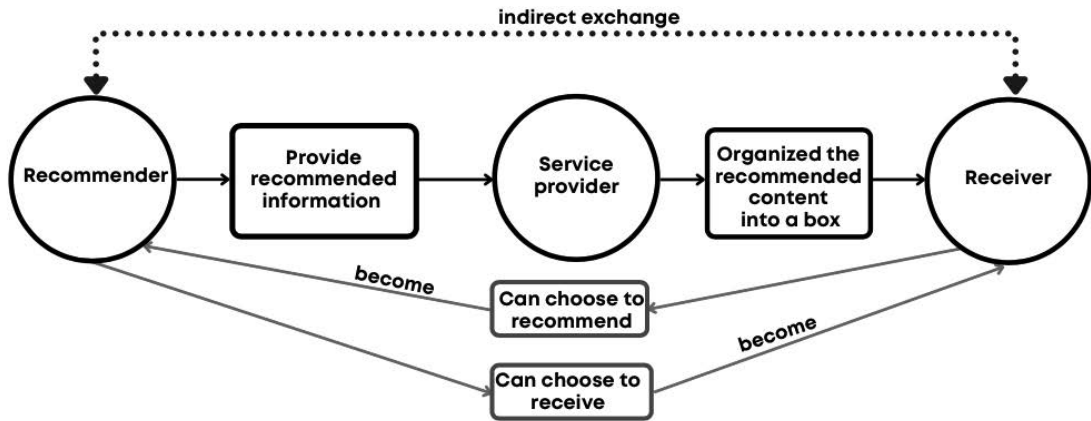 indirect exchange
Recommender
Provide
recommended
information
Service
provider
Organized the
recommended
content
into a box
Receiver
become
Can choose to
recommend
become
Can choose to
receive